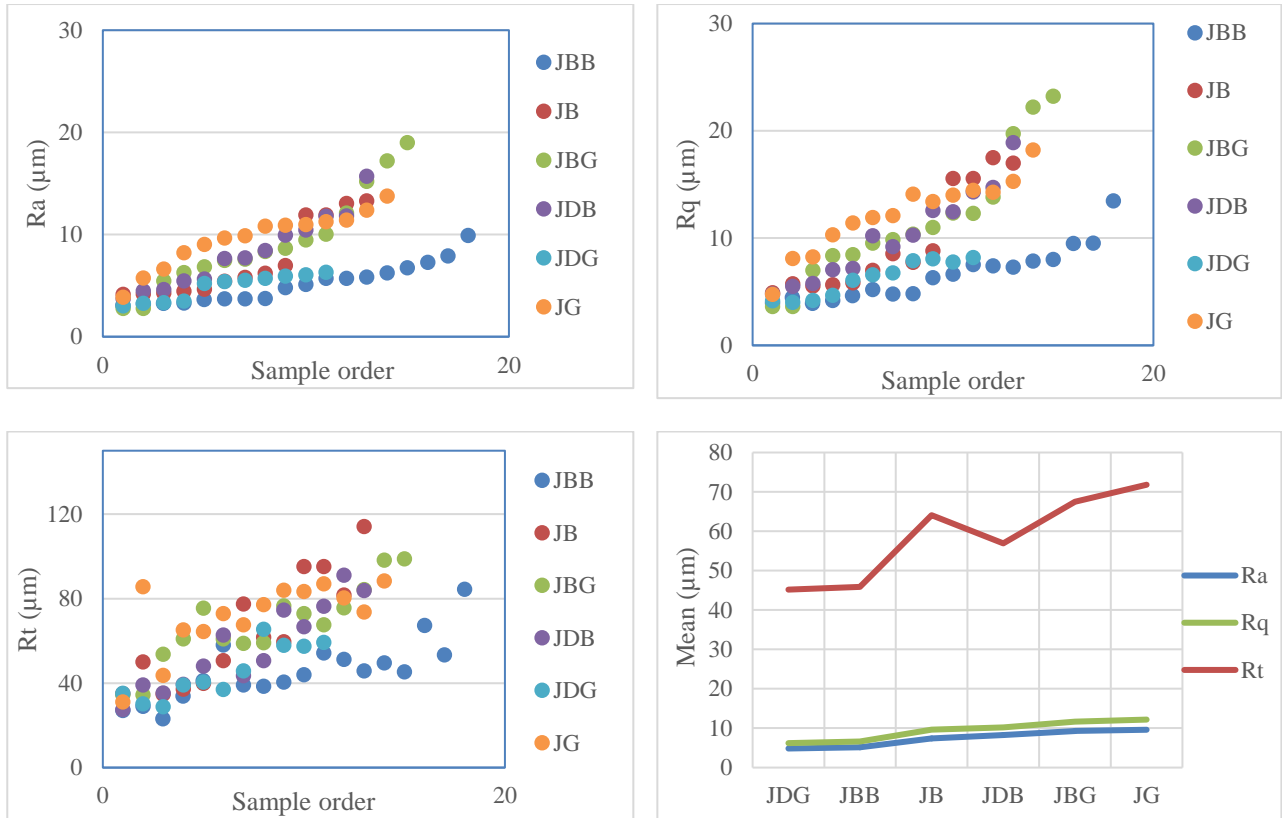 30
20
10
0
Ra (µm)
0
20
Sample order
JBB
JB
JBG
JDB
JDG
JG
30
20
10
0
Rq (µm)
0
20
Sample order
JBB
JB
JBG
JDB
JDG
JG
120
80
40
0
Rt (µm)
0
20
Sample order
JBB
JB
JBG
JDB
JDG
JG
80
70
60
50
40
30
20
10
0
Mean (µm)
JDG JBB JB JDB JBG JG
Ra
Rq
Rt